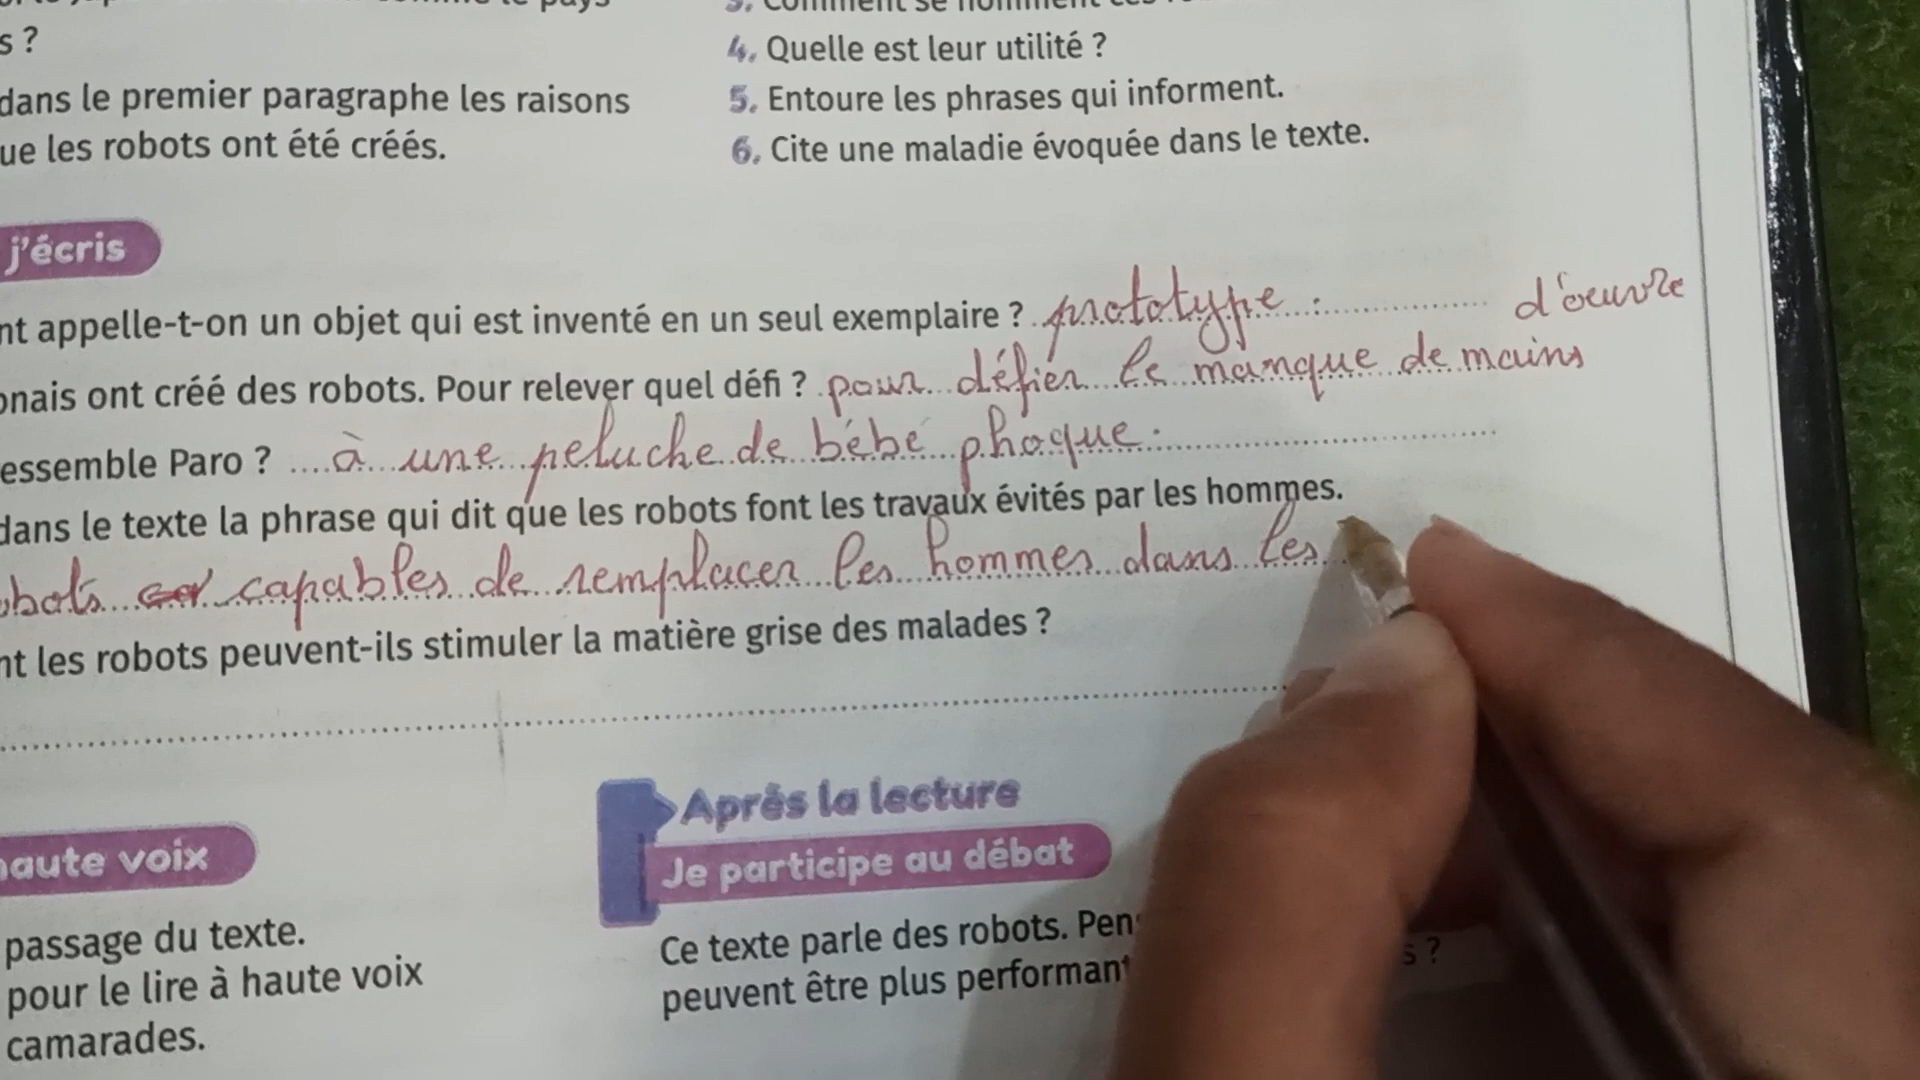 s ?
4. Quelle est leur utilité ?
dans le premier paragraphe les raisons
5. Entoure les phrases qui informent.
ue les robots ont été créés.
6. Cite une maladie évoquée dans le texte.
j'écris
nt appelle-t-on un objet qui est inventé en un seul exemplaire ? prototype. d'oeuvre
onais ont créé des robots. Pour relever quel défi ? pour défier le manque de mains
essemble Paro ? à une peluche de bébé phoque.
dans le texte la phrase qui dit que les robots font les travaux évités par les hommes.
obots capables de remplacer les hommes dans les
nt les robots peuvent-ils stimuler la matière grise des malades ?
Après la lecture
haute voix
Je participe au débat
passage du texte.
Ce texte parle des robots. Pen
pour le lire à haute voix
peuvent être plus performant
s ?
camarades.